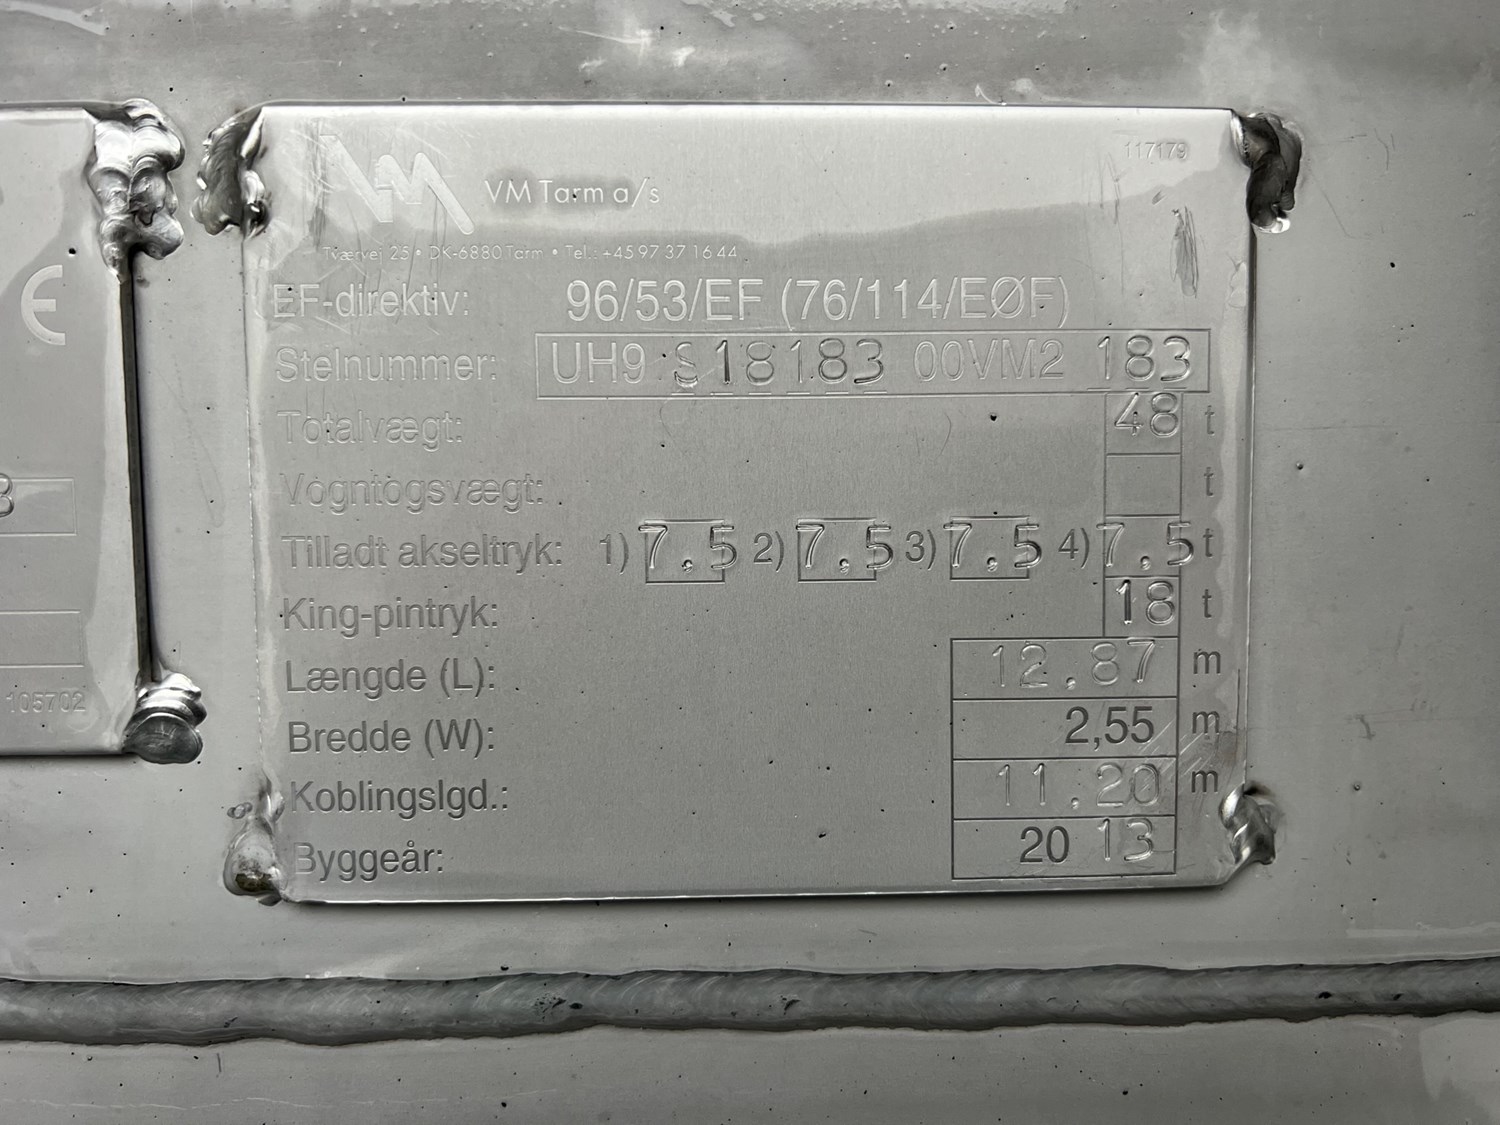 117179
VM VM Tarm a/s
Tværvej 25 • DK-6880 Tarm • Tel.: +45 97 37 16 44
EF-direktiv: 96/53/EF (76/114/EØF)
Stelnummer: UH9 S18183 00VM2 183
Totalvægt: 48 t
Vogntogsvægt: t
Tilladt akseltryk: 1) 7.5 2) 7.5 3) 7.5 4) 7.5 t
King-pintryk: 18 t
Længde (L): 12.87 m
Bredde (W): 2,55 m
Koblingslgd.: 11.20 m
Byggeår: 20 13
CE
105702